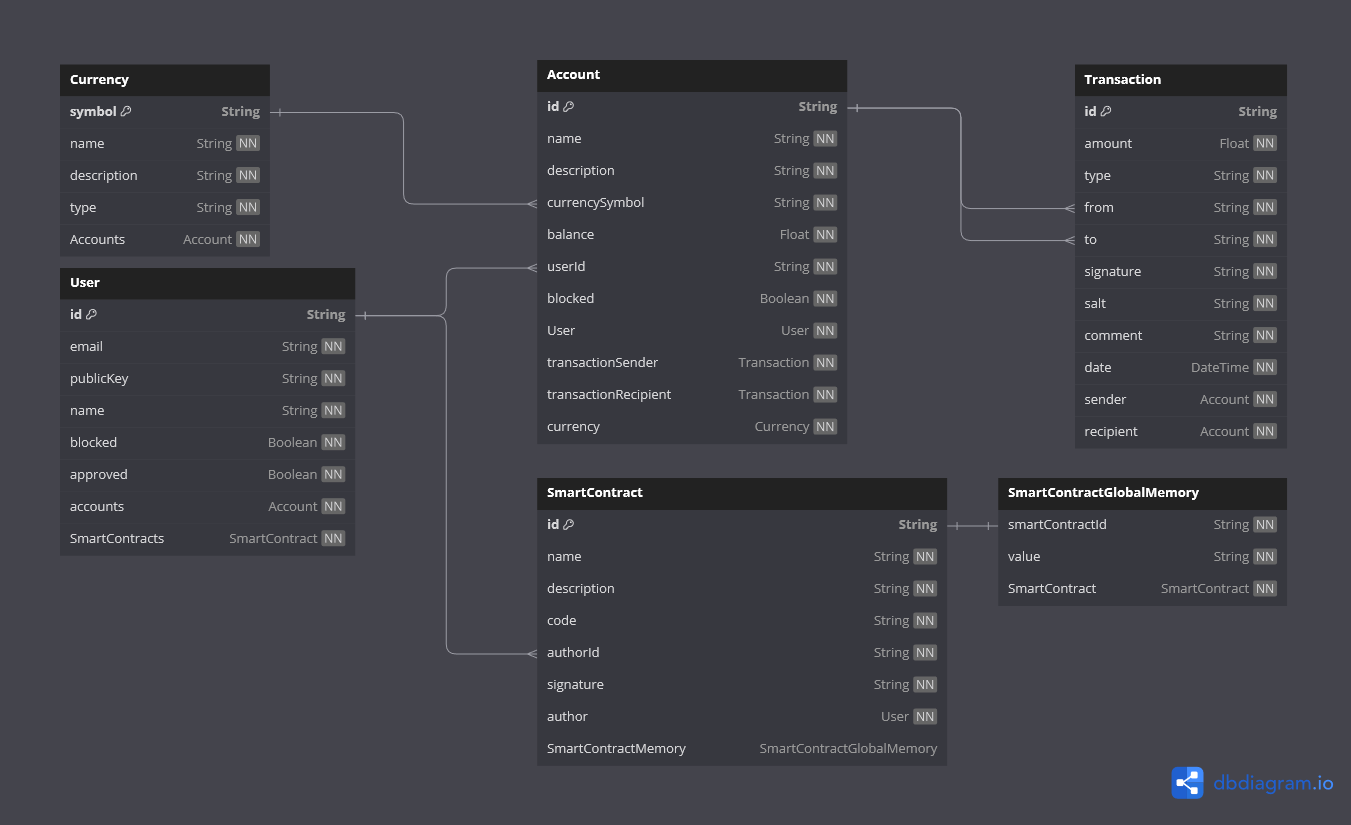 Currency
symbol String
name String NN
description String NN
type String NN
Accounts Account NN
User
id String
email String NN
publicKey String NN
name String NN
blocked Boolean NN
approved Boolean NN
accounts Account NN
SmartContracts SmartContract NN
Account
id String
name String NN
description String NN
currencySymbol String NN
balance Float NN
userId String NN
blocked Boolean NN
User User NN
transactionSender Transaction NN
transactionRecipient Transaction NN
currency Currency NN
SmartContract
id String
name String NN
description String NN
code String NN
authorId String NN
signature String NN
author User NN
SmartContractMemory SmartContractGlobalMemory
Transaction
id String
amount Float NN
type String NN
from String NN
to String NN
signature String NN
salt String NN
comment String NN
date DateTime NN
sender Account NN
recipient Account NN
SmartContractGlobalMemory
smartContractId String NN
value String NN
SmartContract SmartContract NN
dbdiagram.io